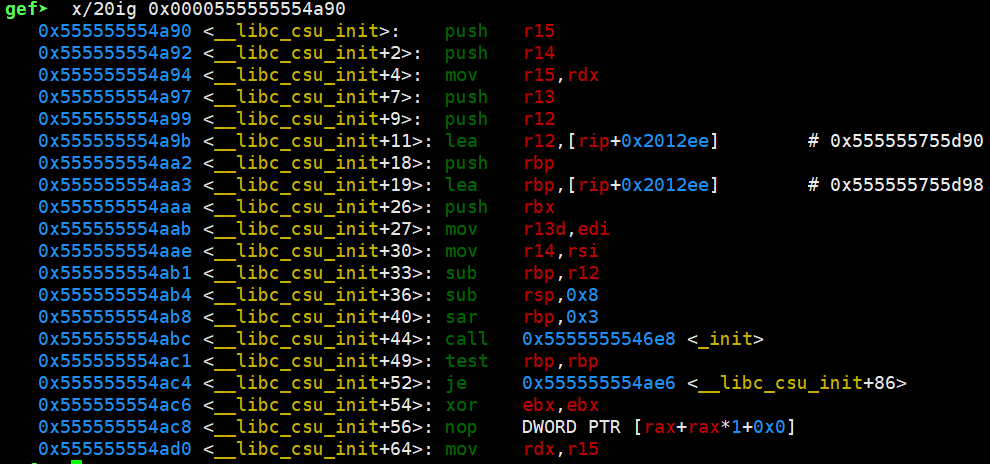 gef➤  x/20ig 0x0000555555554a90
0x555555554a90 <__libc_csu_init>: push r15
0x555555554a92 <__libc_csu_init+2>: push r14
0x555555554a94 <__libc_csu_init+4>: mov r15,rdx
0x555555554a97 <__libc_csu_init+7>: push r13
0x555555554a99 <__libc_csu_init+9>: push r12
0x555555554a9b <__libc_csu_init+11>: lea r12,[rip+0x2012ee] # 0x555555755d90
0x555555554aa2 <__libc_csu_init+18>: push rbp
0x555555554aa3 <__libc_csu_init+19>: lea rbp,[rip+0x2012ee] # 0x555555755d98
0x555555554aaa <__libc_csu_init+26>: push rbx
0x555555554aab <__libc_csu_init+27>: mov r13d,edi
0x555555554aae <__libc_csu_init+30>: mov r14,rsi
0x555555554ab1 <__libc_csu_init+33>: sub rbp,r12
0x555555554ab4 <__libc_csu_init+36>: sub rsp,0x8
0x555555554ab8 <__libc_csu_init+40>: sar rbp,0x3
0x555555554abc <__libc_csu_init+44>: call 0x5555555546e8 <_init>
0x555555554ac1 <__libc_csu_init+49>: test rbp,rbp
0x555555554ac4 <__libc_csu_init+52>: je 0x555555554ae6 <__libc_csu_init+86>
0x555555554ac6 <__libc_csu_init+54>: xor ebx,ebx
0x555555554ac8 <__libc_csu_init+56>: nop DWORD PTR [rax+rax*1+0x0]
0x555555554ad0 <__libc_csu_init+64>: mov rdx,r15